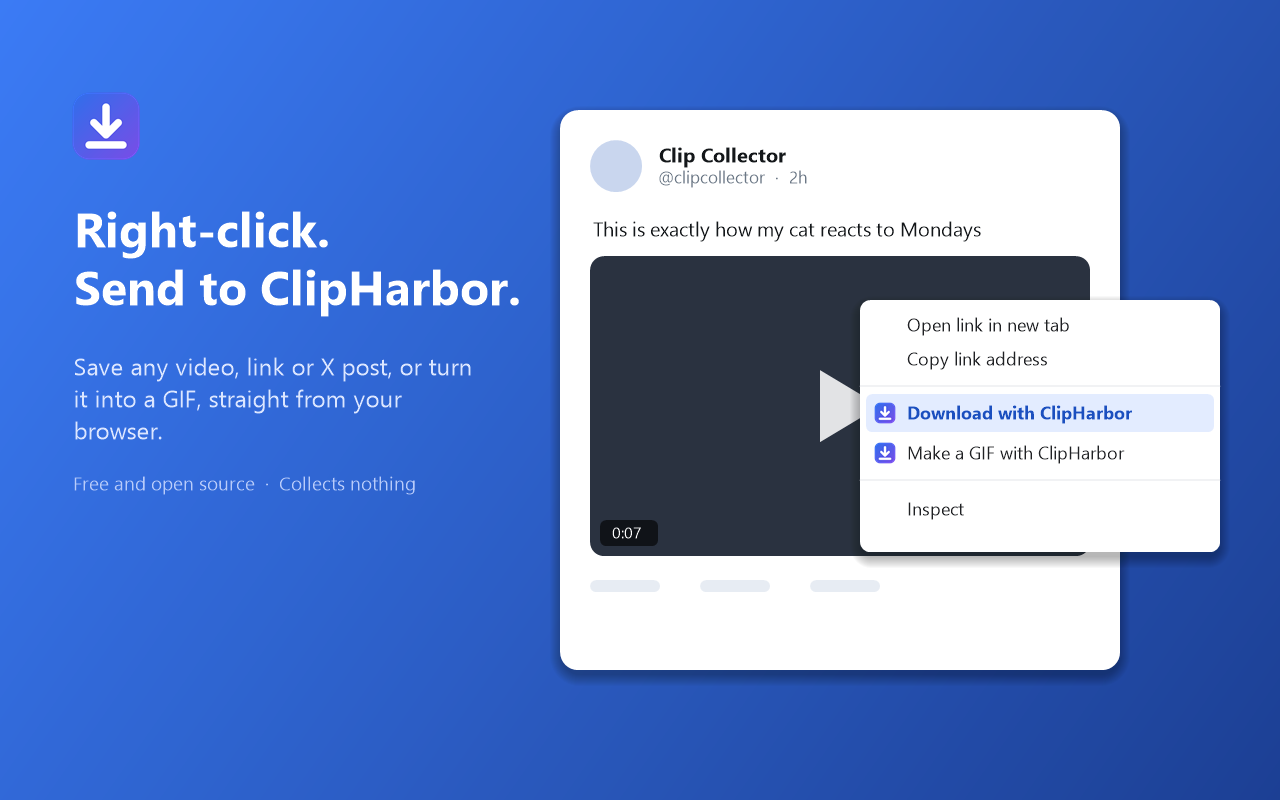 Right-click.
Send to ClipHarbor.
Save any video, link or X post, or turn
it into a GIF, straight from your
browser.
Free and open source · Collects nothing
Clip Collector
@clipcollector · 2h
This is exactly how my cat reacts to Mondays
0:07
Open link in new tab
Copy link address
Download with ClipHarbor
Make a GIF with ClipHarbor
Inspect